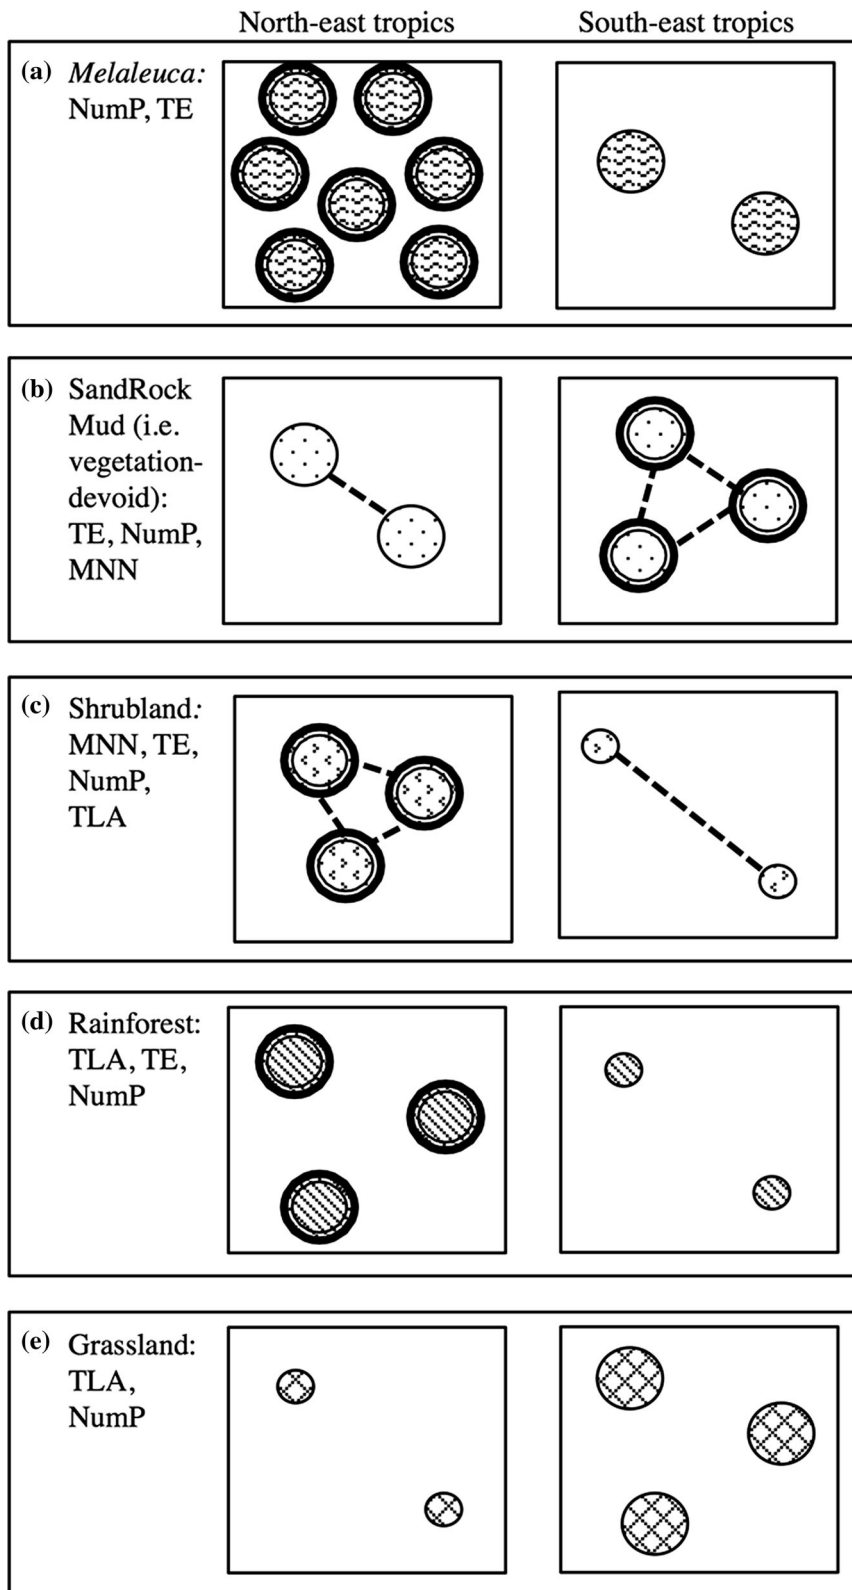 North-east tropics South-east tropics
(a) Melaleuca:
NumP, TE
(b) SandRock
Mud (i.e.
vegetation-
devoid):
TE, NumP,
MNN
(c) Shrubland:
MNN, TE,
NumP,
TLA
(d) Rainforest:
TLA, TE,
NumP
(e) Grassland:
TLA,
NumP